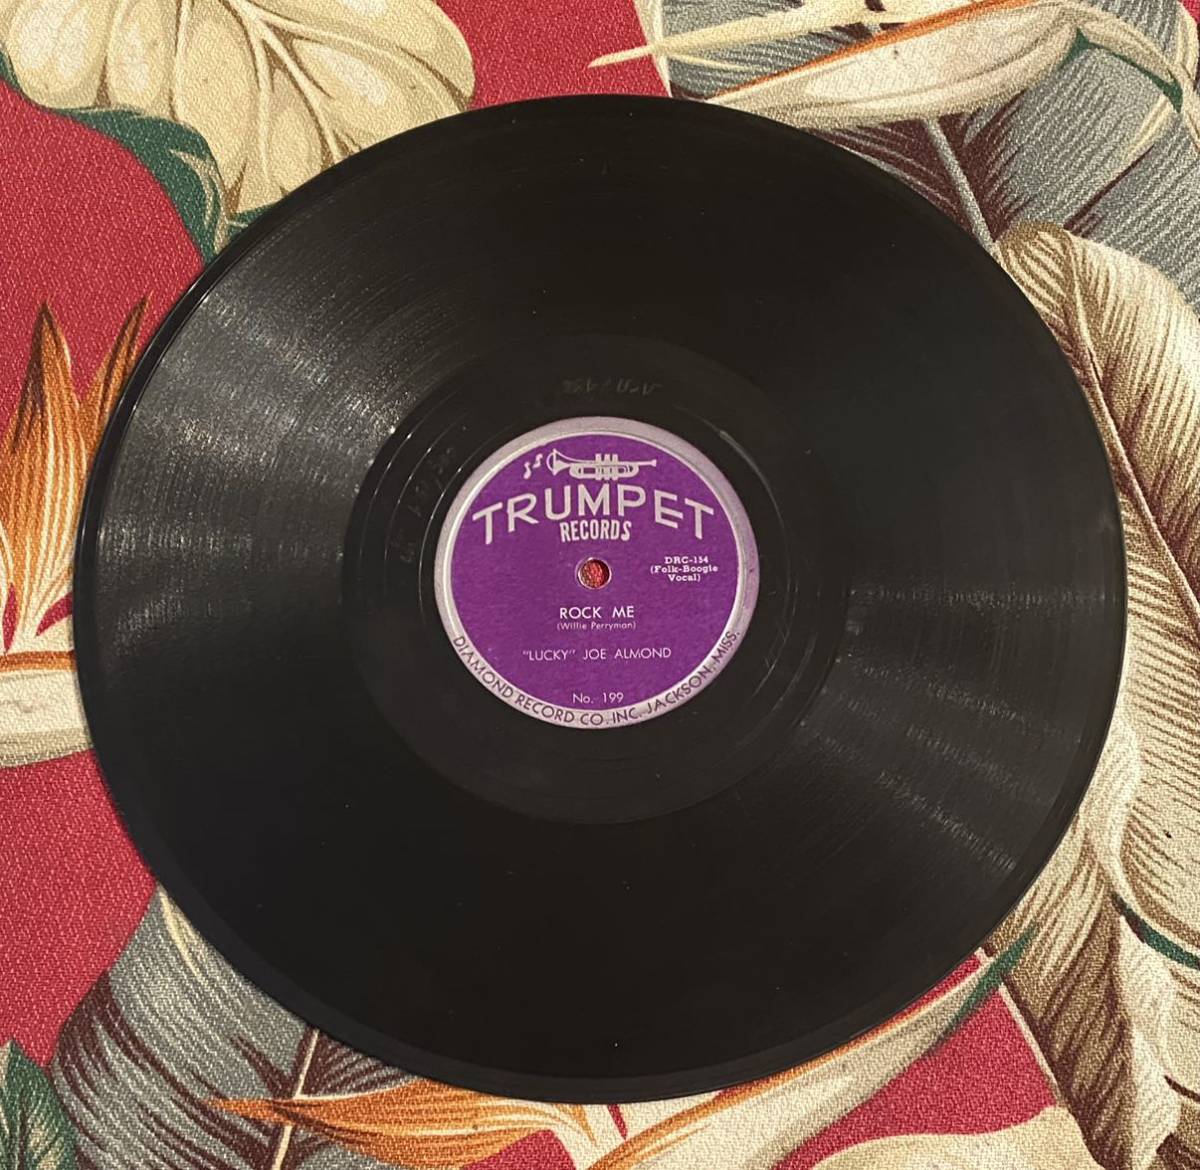 TRUMPET
RECORDS
DRC-154
(Folk-Boogie
Vocal)
ROCK ME
(Willie Perryman)
"LUCKY" JOE ALMOND
No. 199
DIAMOND RECORD CO. INC. JACKSON, MISS.